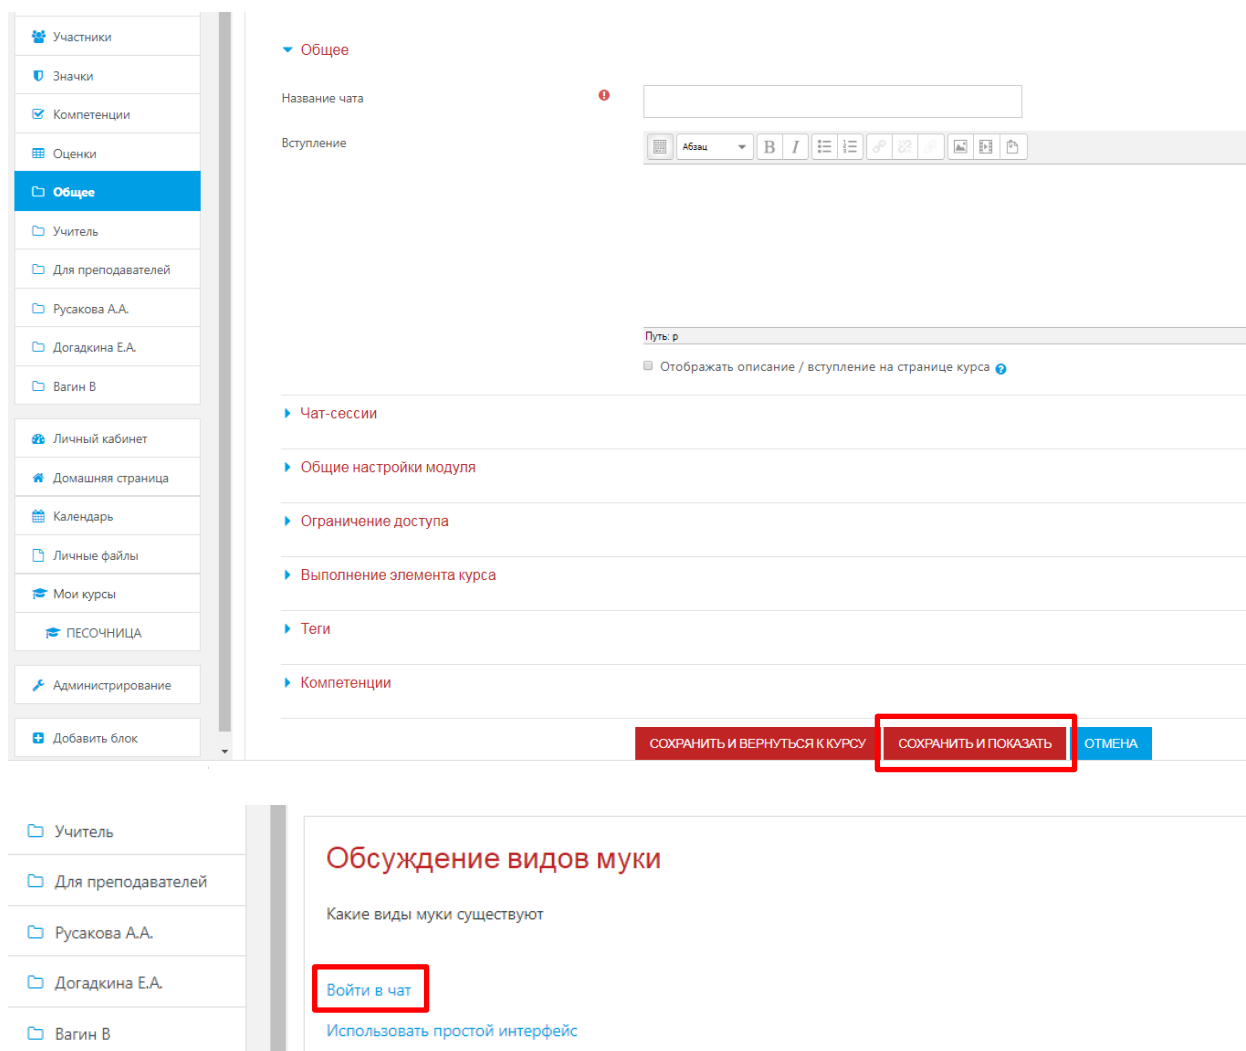 Участники
Значки
Компетенции
Оценки
Общее
Учитель
Для преподавателей
Русакова А.А.
Догадкина Е.А.
Вагин В
Личный кабинет
Домашняя страница
Календарь
Личные файлы
Мои курсы
ПЕСОЧНИЦА
Администрирование
Добавить блок
Общее
Название чата
Вступление
Абзац
B I
Путь: p
Отображать описание / вступление на странице курса
Чат-сессии
Общие настройки модуля
Ограничение доступа
Выполнение элемента курса
Теги
Компетенции
СОХРАНИТЬ И ВЕРНУТЬСЯ К КУРСУ СОХРАНИТЬ И ПОКАЗАТЬ ОТМЕНА
Учитель
Для преподавателей
Русакова А.А.
Догадкина Е.А.
Вагин В
Обсуждение видов муки
Какие виды муки существуют
Войти в чат
Использовать простой интерфейс